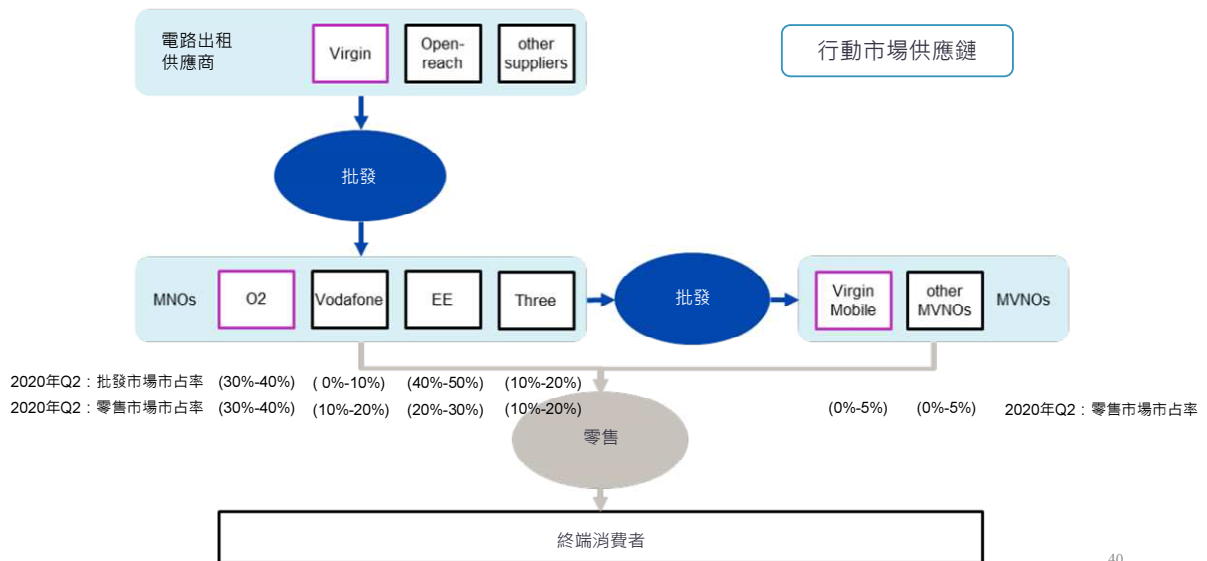 電路出租
供應商
Virgin
Open-
reach
other
suppliers
行動市場供應鏈
批發
MNOs
O2
Vodafone
EE
Three
批發
Virgin
Mobile
other
MVNOs
MVNOs
2020年Q2：批發市場市占率 (30%-40%) ( 0%-10%) (40%-50%) (10%-20%)
2020年Q2：零售市場市占率 (30%-40%) (10%-20%) (20%-30%) (10%-20%)
(0%-5%) (0%-5%) 2020年Q2：零售市場市占率
零售
終端消費者
40